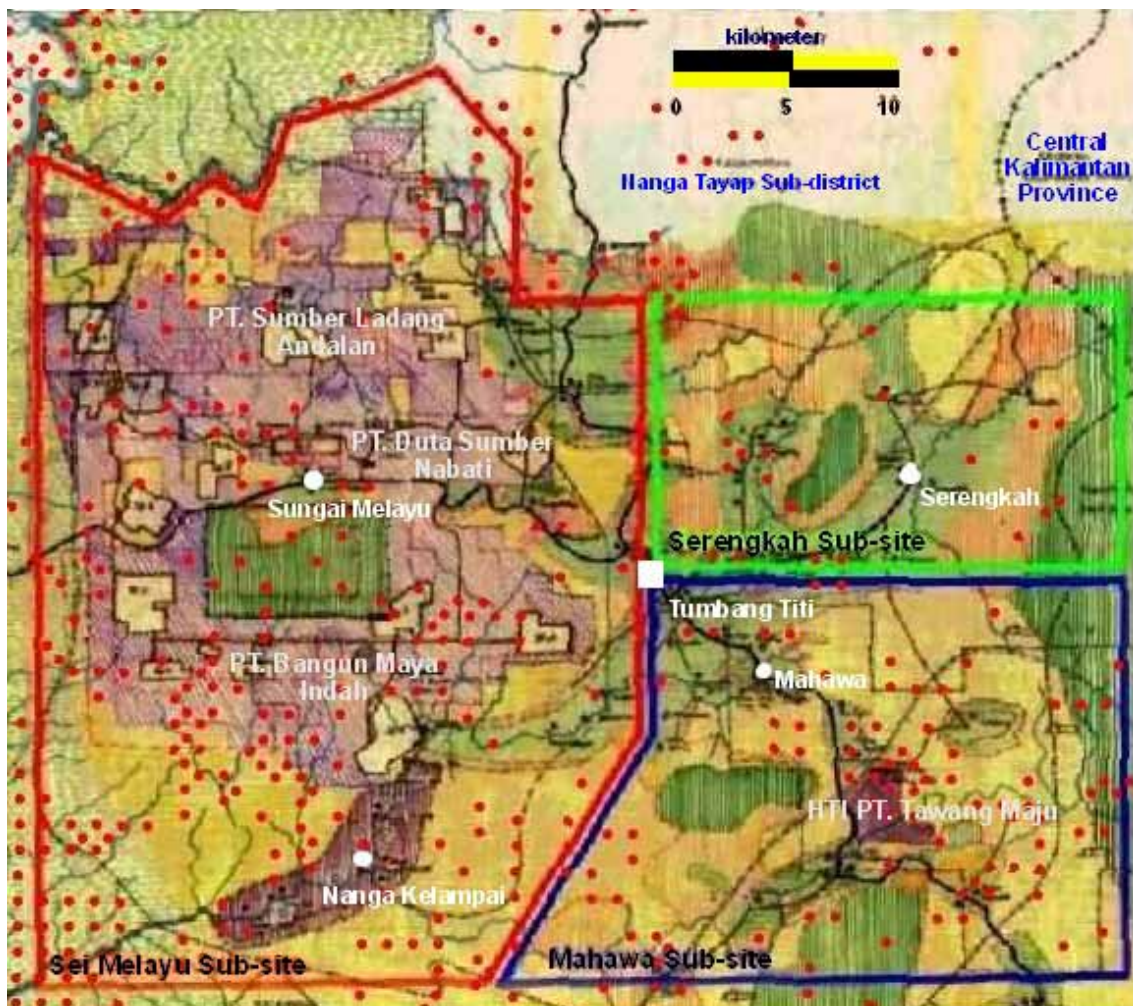 kilometer
0 5 10
Central
Kalimantan
Province
Nanga Tayap Sub-district
PT. Sumber Ladang
Andalan
PT. Duta Sumber
Nabati
Sungai Melayu
Serengkah
Serengkah Sub-site
Tumbang Titi
PT. Bangun Maya
Indah
Mahawa
HTI PT. Tawang Maju
Nanga Kelampai
Sei Melayu Sub-site
Mahawa Sub-site